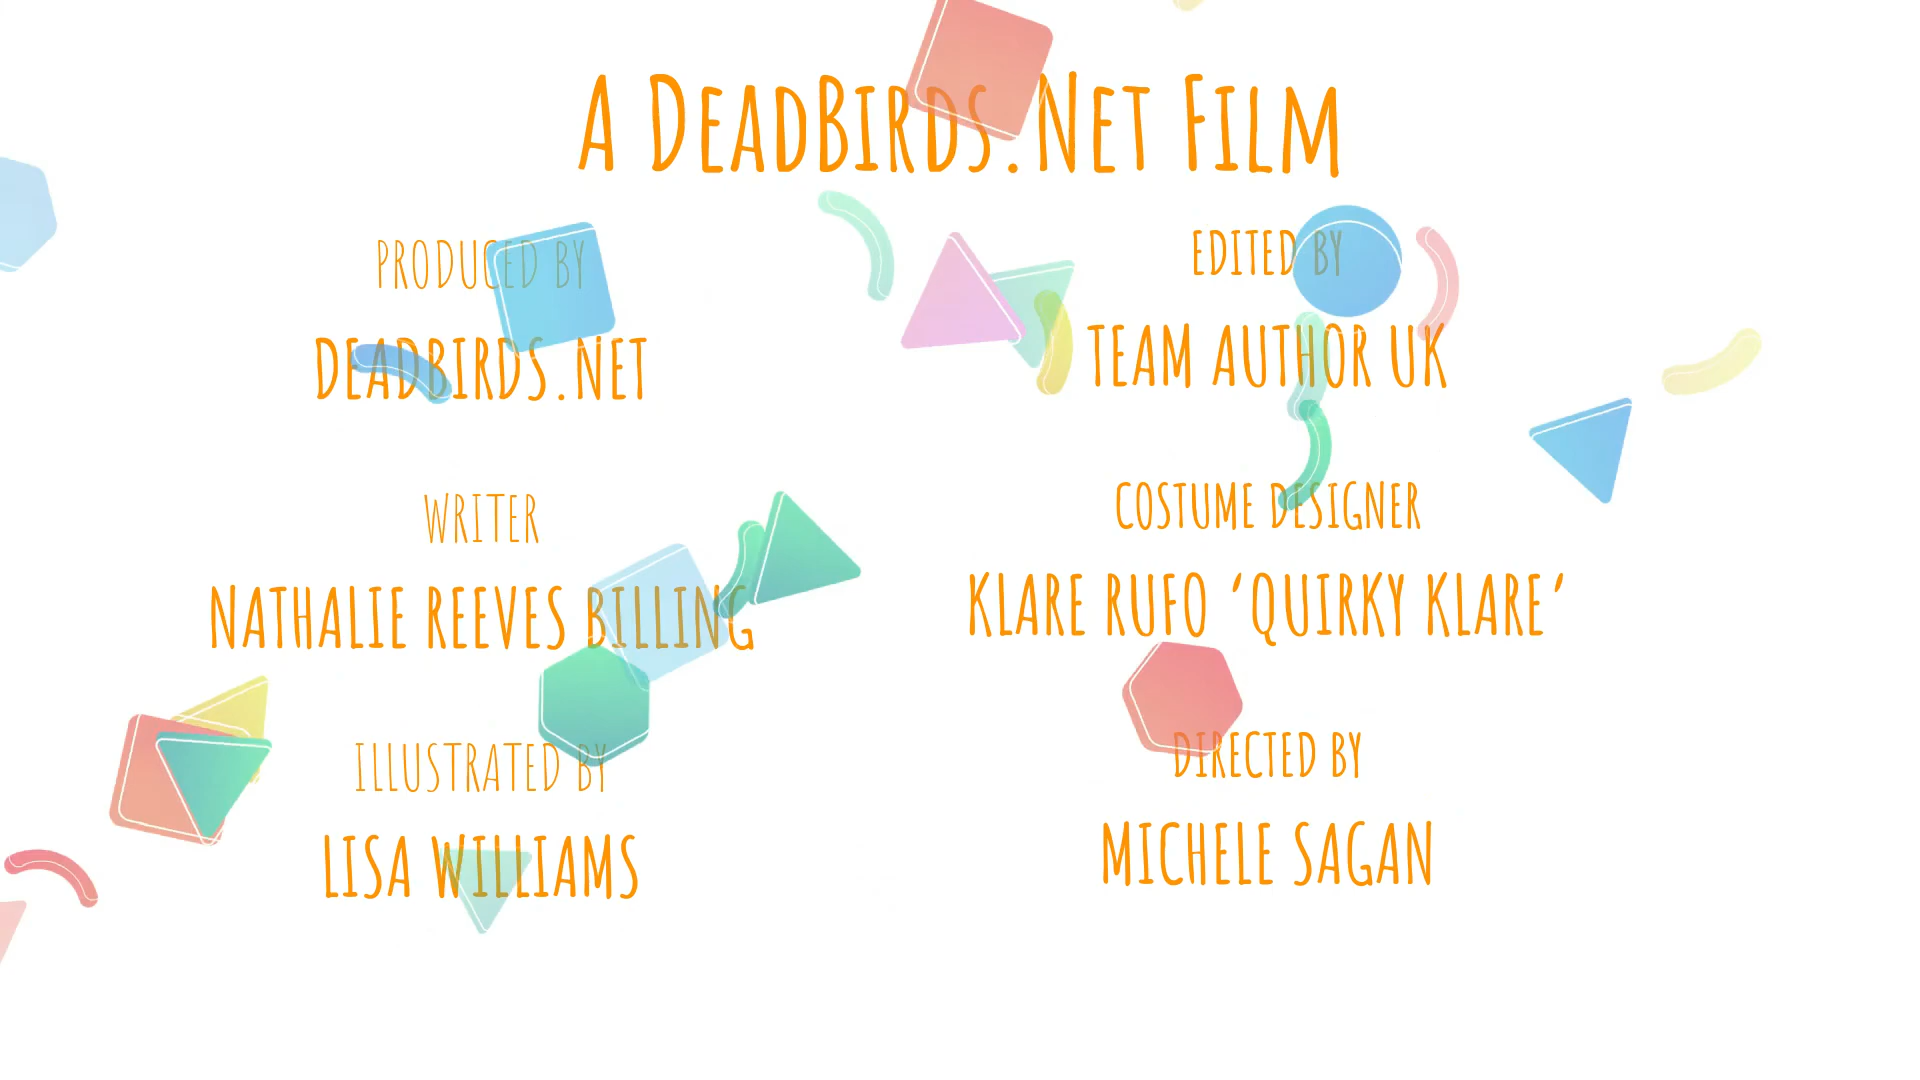 A DeadBirds.Net Film
PRODUCED BY
DEADBIRDS.NET
WRITER
NATHALIE REEVES BILLING
ILLUSTRATED BY
LISA WILLIAMS
EDITED BY
TEAM AUTHOR UK
COSTUME DESIGNER
KLARE RUFO ‘QUIRKY KLARE’
DIRECTED BY
MICHELE SAGAN